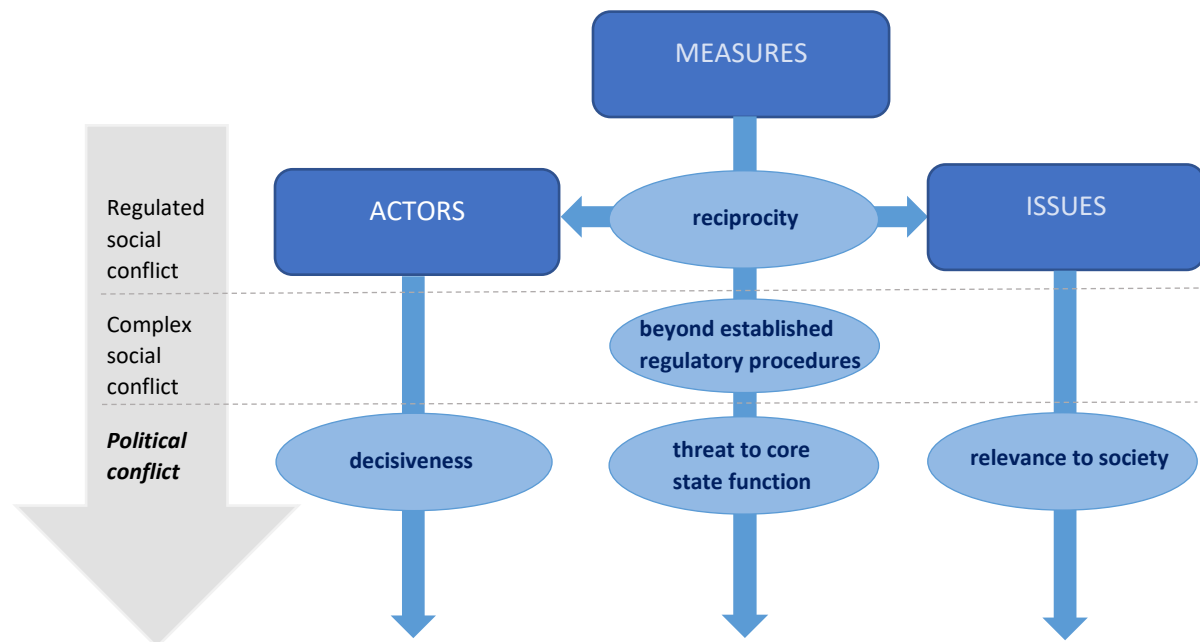 MEASURES
ACTORS
reciprocity
ISSUES
Regulated
social
conflict
Complex
social
conflict
beyond established
regulatory procedures
Political
conflict
decisiveness
threat to core
state function
relevance to society